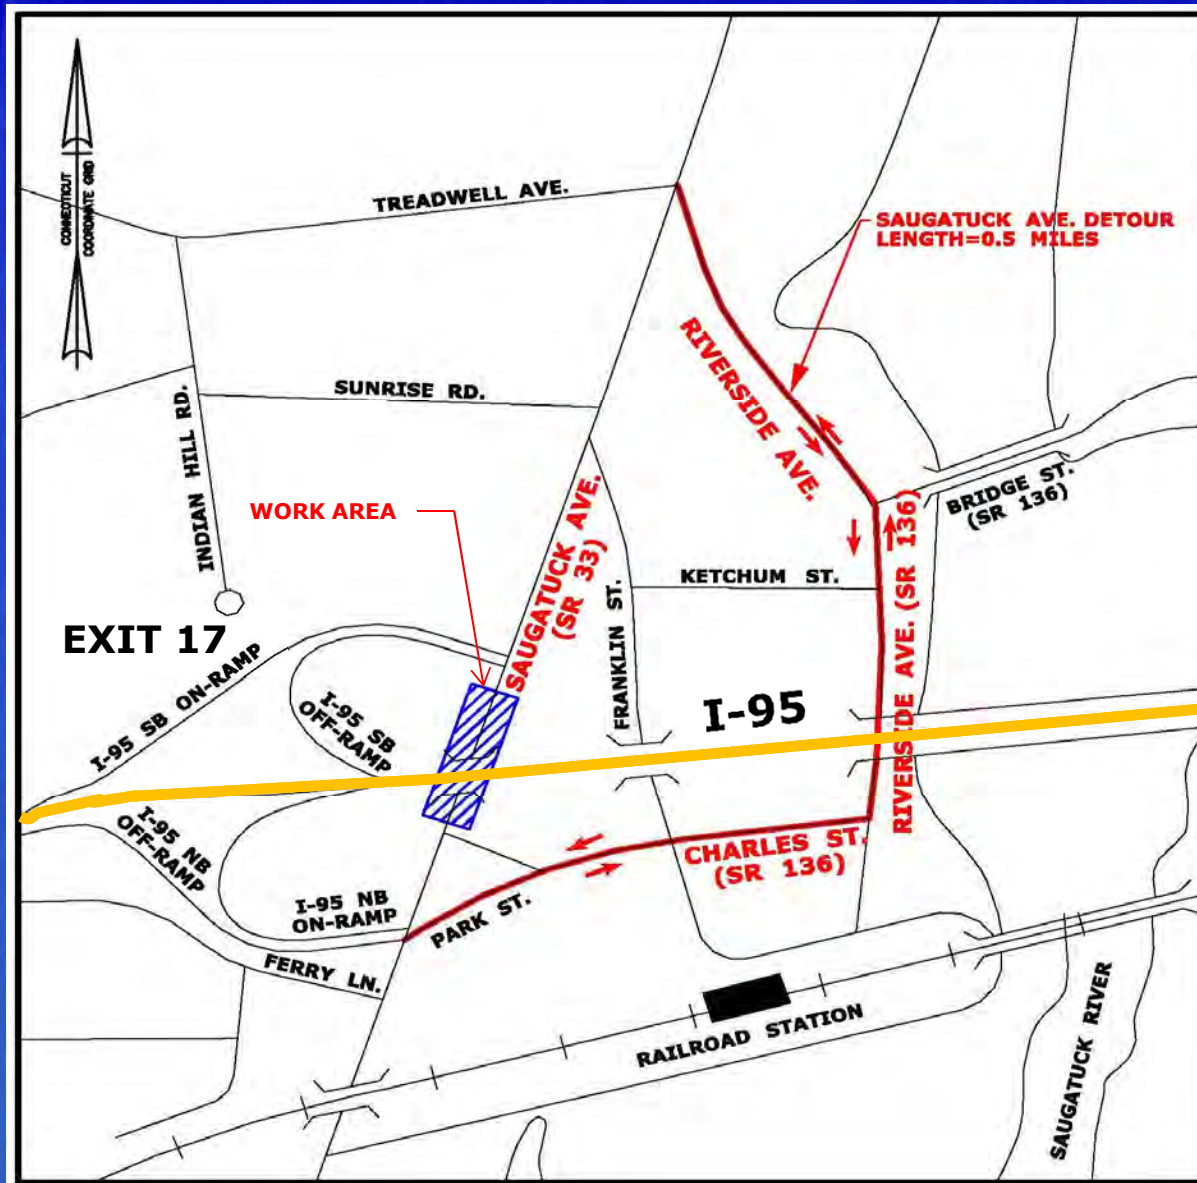 CONNECTICUT
COORDINATE GRID
TREADWELL AVE.
SAUGATUCK AVE. DETOUR
LENGTH=0.5 MILES
RIVERSIDE AVE.
SUNRISE RD.
INDIAN HILL RD.
WORK AREA
SAUGATUCK AVE.
(SR 33)
BRIDGE ST.
(SR 136)
KETCHUM ST.
FRANKLIN ST.
RIVERSIDE AVE. (SR 136)
EXIT 17
I-95 SB ON-RAMP
I-95 SB
OFF-RAMP
I-95
I-95 NB
OFF-RAMP
CHARLES ST.
(SR 136)
I-95 NB
ON-RAMP
PARK ST.
FERRY LN.
RAILROAD STATION
SAUGATUCK RIVER